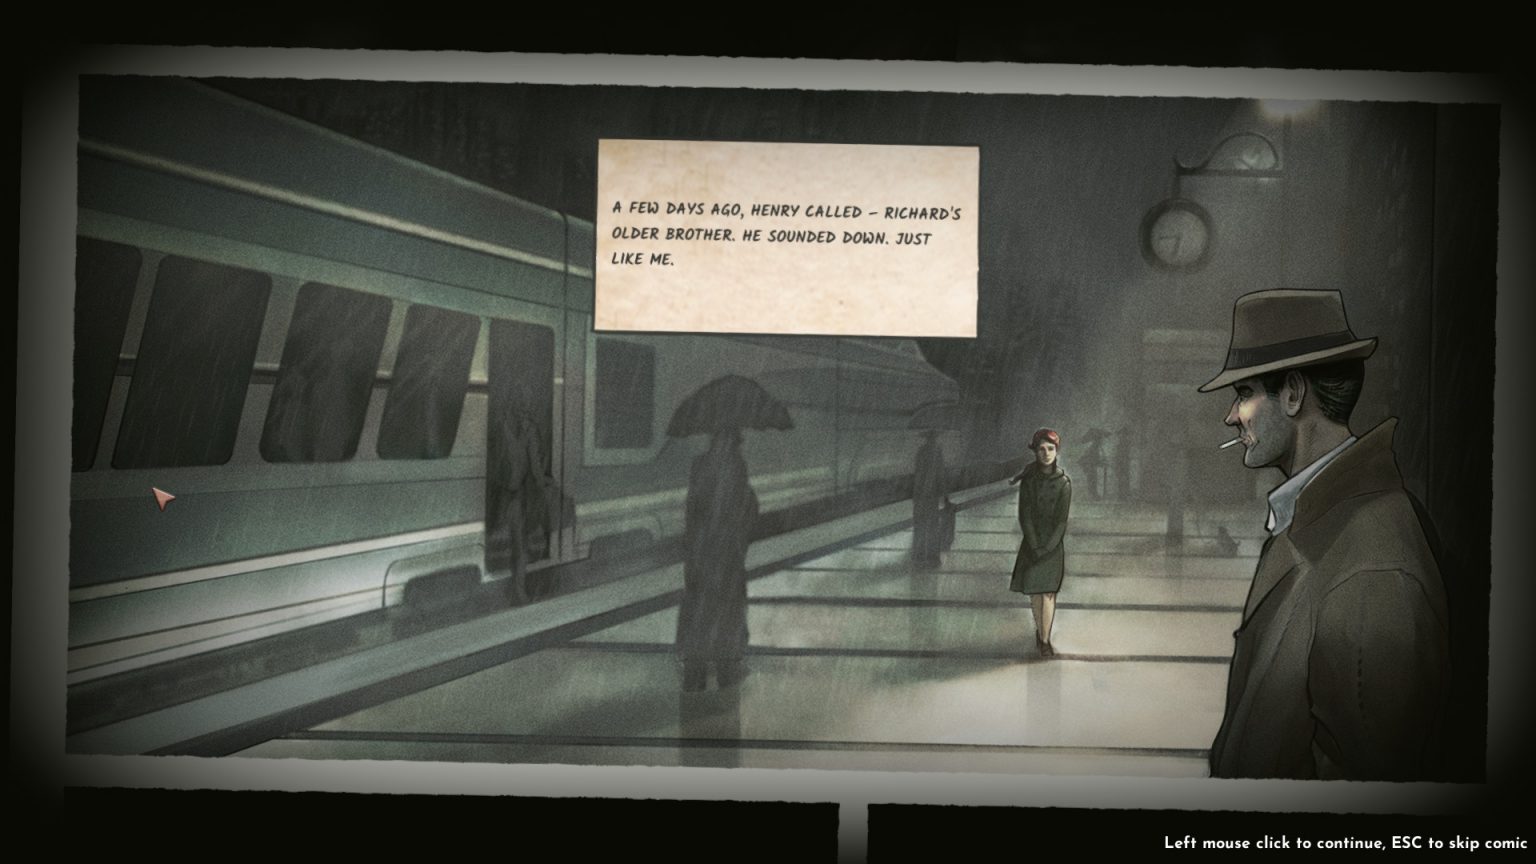 A FEW DAYS AGO, HENRY CALLED – RICHARD'S
OLDER BROTHER. HE SOUNDED DOWN. JUST
LIKE ME.
Left mouse click to continue, ESC to skip comic